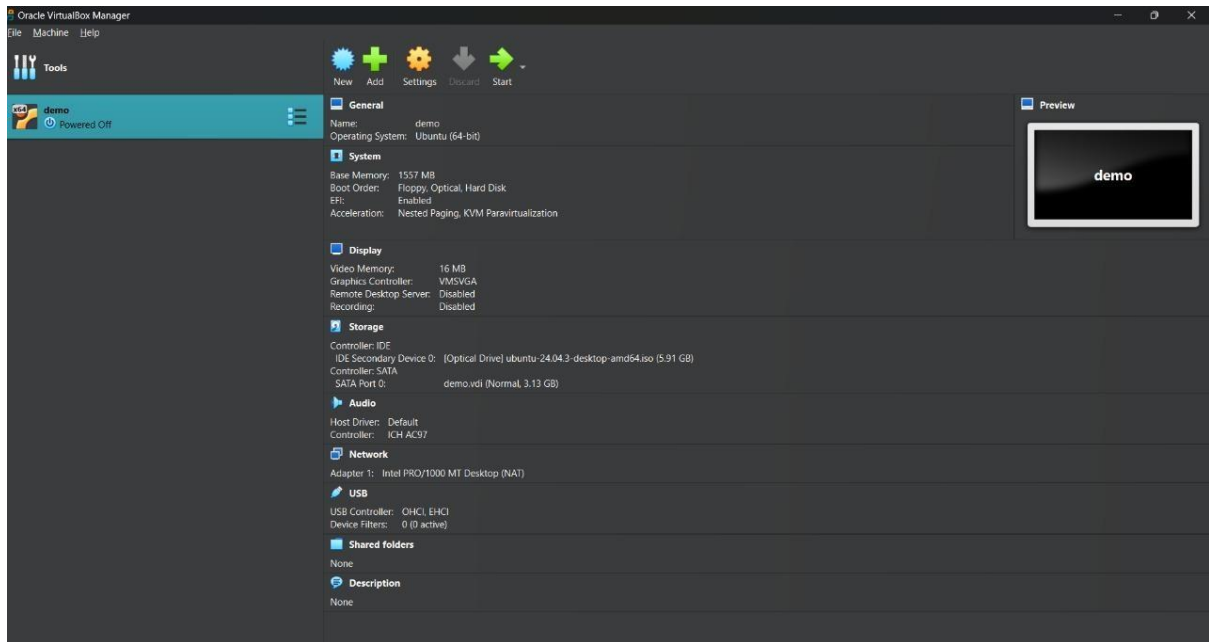 Oracle VirtualBox Manager
File Machine Help
Tools
New Add Settings Discard Start
demo
Powered Off
x64
General
Name: demo
Operating System: Ubuntu (64-bit)
Preview
demo
System
Base Memory: 1557 MB
Boot Order: Floppy, Optical, Hard Disk
EFI: Enabled
Acceleration: Nested Paging, KVM Paravirtualization
Display
Video Memory: 16 MB
Graphics Controller: VMSVGA
Remote Desktop Server: Disabled
Recording: Disabled
Storage
Controller: IDE
IDE Secondary Device 0: [Optical Drive] ubuntu-24.04.3-desktop-amd64.iso (5.91 GB)
Controller: SATA
SATA Port 0: demo.vdi (Normal, 3.13 GB)
Audio
Host Driver: Default
Controller: ICH AC97
Network
Adapter 1: Intel PRO/1000 MT Desktop (NAT)
USB
USB Controller: OHCI, EHCI
Device Filters: 0 (0 active)
Shared folders
None
Description
None